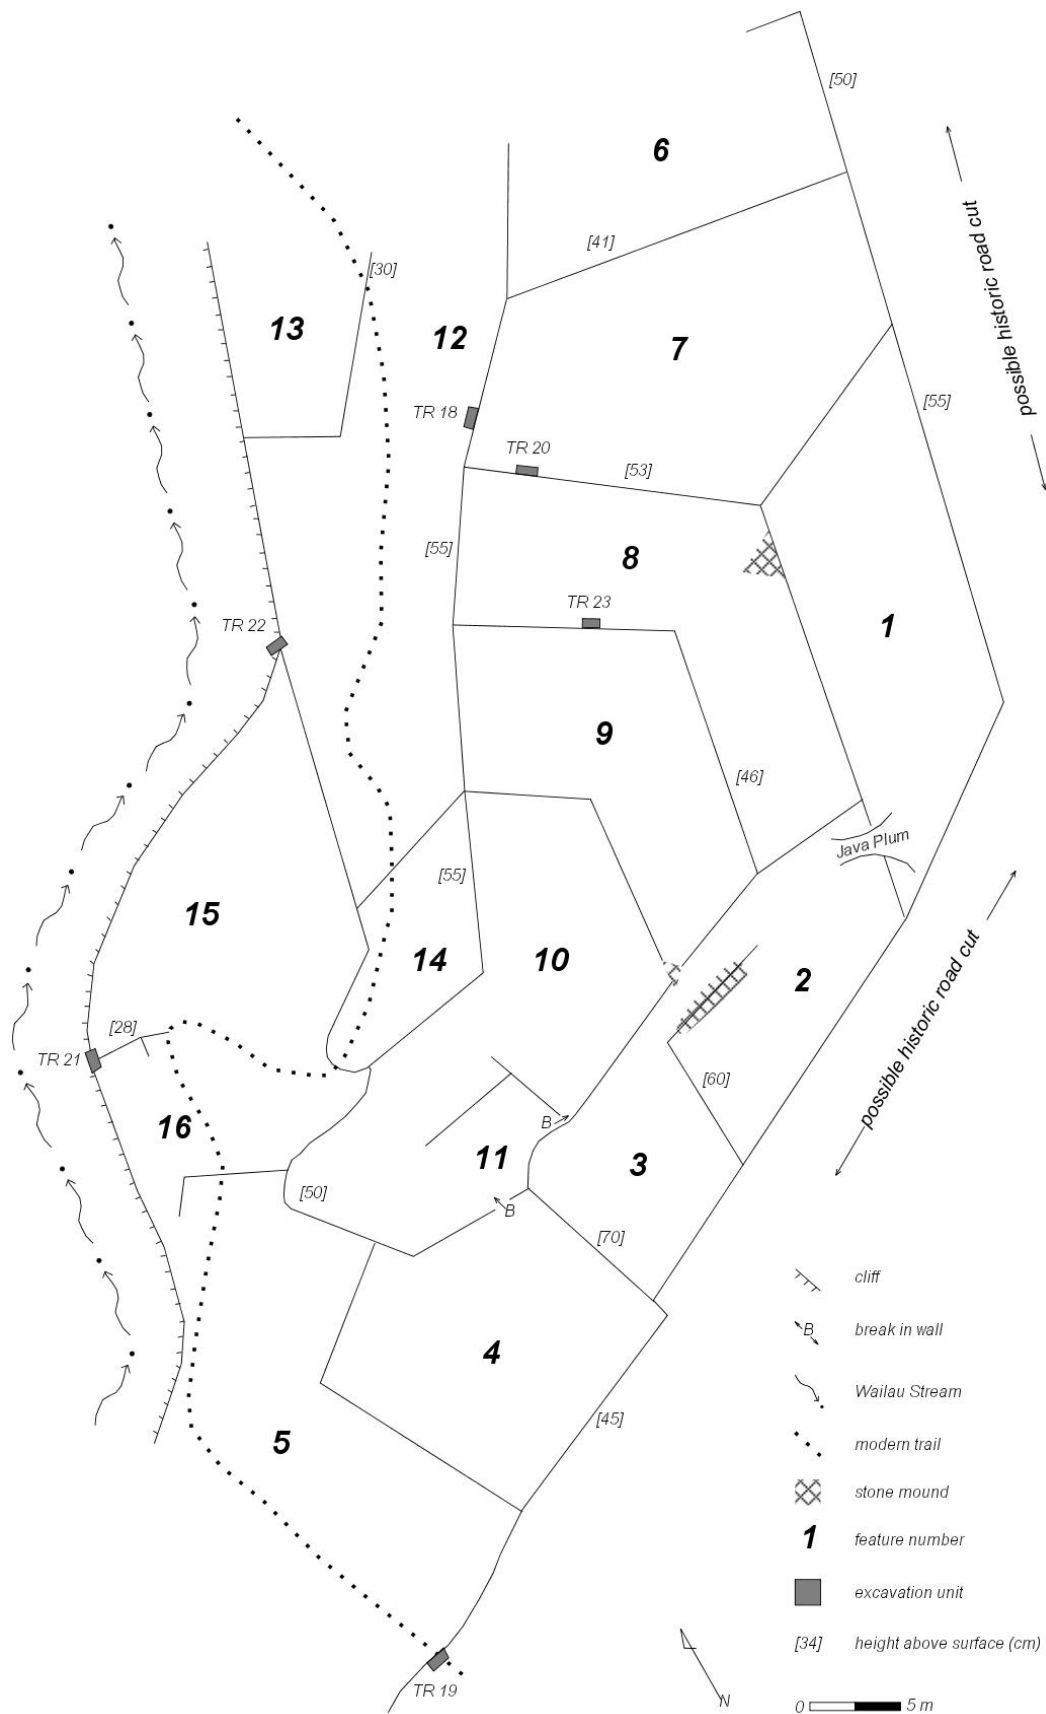 [50]
6
possible historic road cut
[41]
[30]
13
12
7
[55]
TR 18
TR 20
[53]
[55]
8
TR 23
TR 22
1
9
[46]
Java Plum
[55]
15
14
10
2
[28]
TR 21
possible historic road cut
[60]
16
B
11
3
[50]
B
[70]
cliff
B
break in wall
4
Wailau Stream
[45]
5
modern trail
stone mound
1
feature number
excavation unit
[34]
height above surface (cm)
TR 19
N
0
5 m